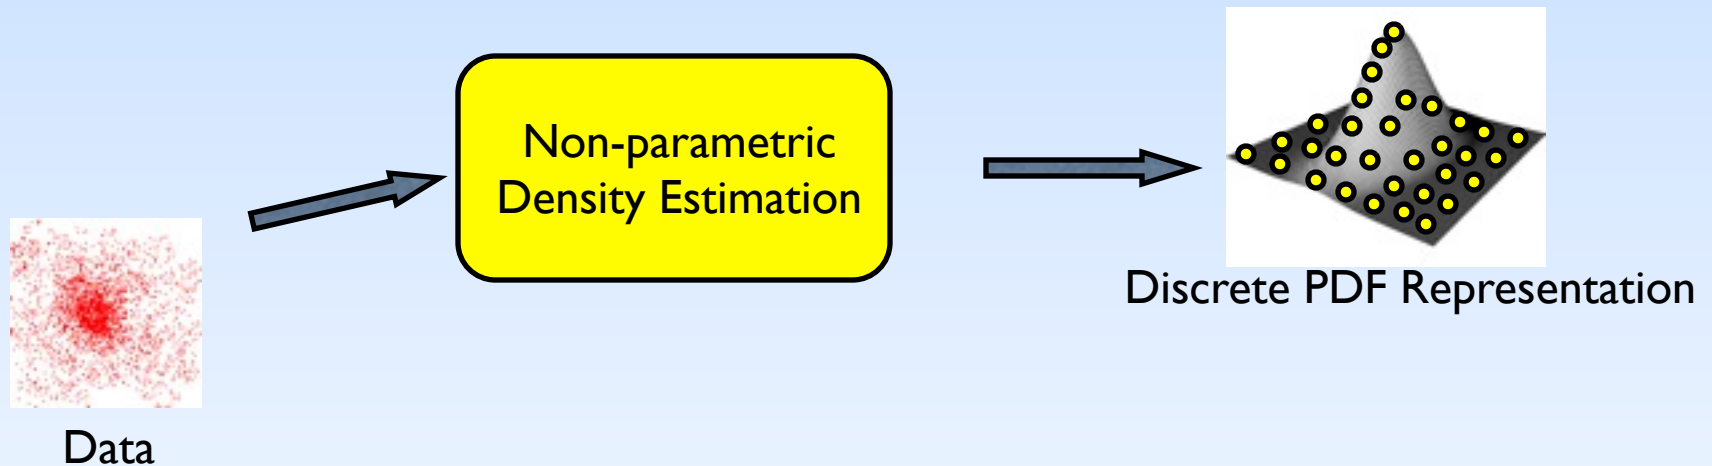 Non-parametric
Density Estimation
Discrete PDF Representation
Data